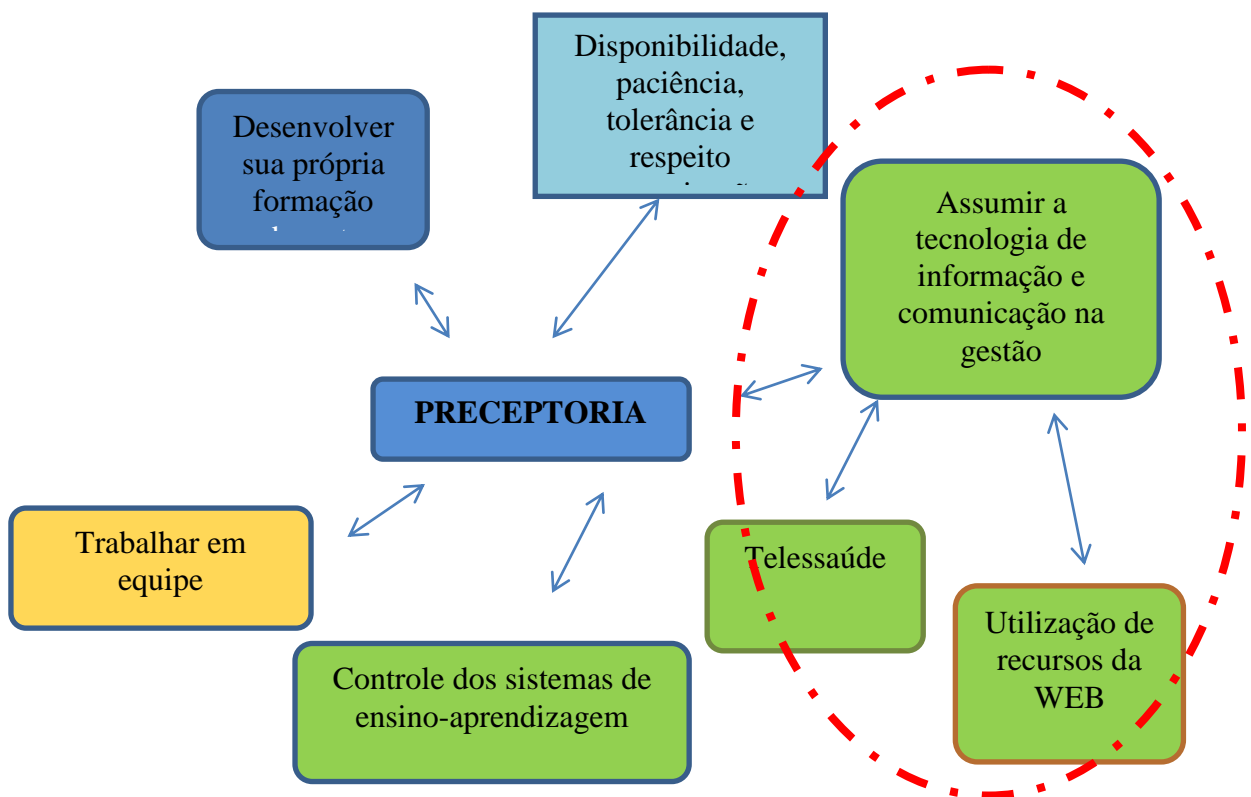 Disponibilidade,
paciência,
tolerância e
respeito
Desenvolver
sua própria
formação
Assumir a
tecnologia de
informação e
comunicação na
gestão
PRECEPTORIA
Trabalhar em
equipe
Telessaúde
Controle dos sistemas de
ensino-aprendizagem
Utilização de
recursos da
WEB